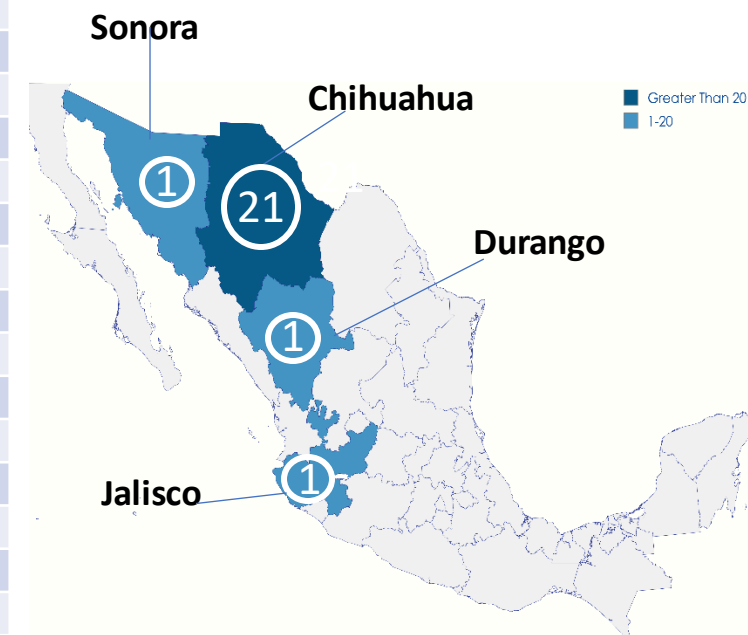 Sonora
Chihuahua
Greater Than 20
1-20
1
21
Durango
1
Jalisco
1